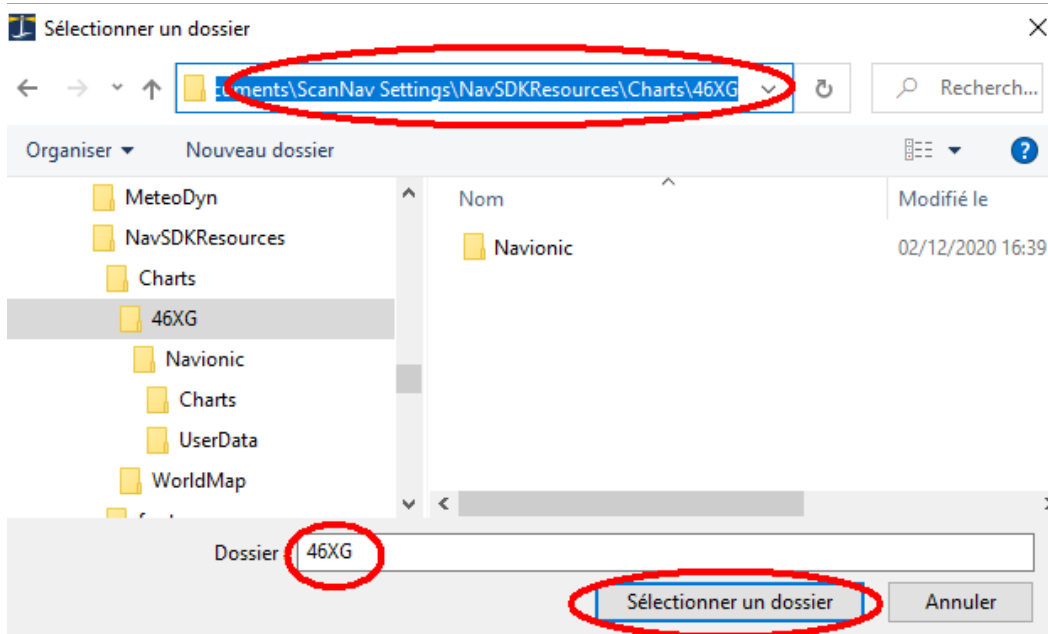 Sélectionner un dossier
ments\ScanNav Settings\NavSDKResources\Charts\46XG
Recherch...
Organiser
Nouveau dossier
MeteoDyn
NavSDKResources
Charts
46XG
Navionic
Charts
UserData
WorldMap
Nom
Modifié le
Navionic
02/12/2020 16:39
Dossier
46XG
Sélectionner un dossier
Annuler